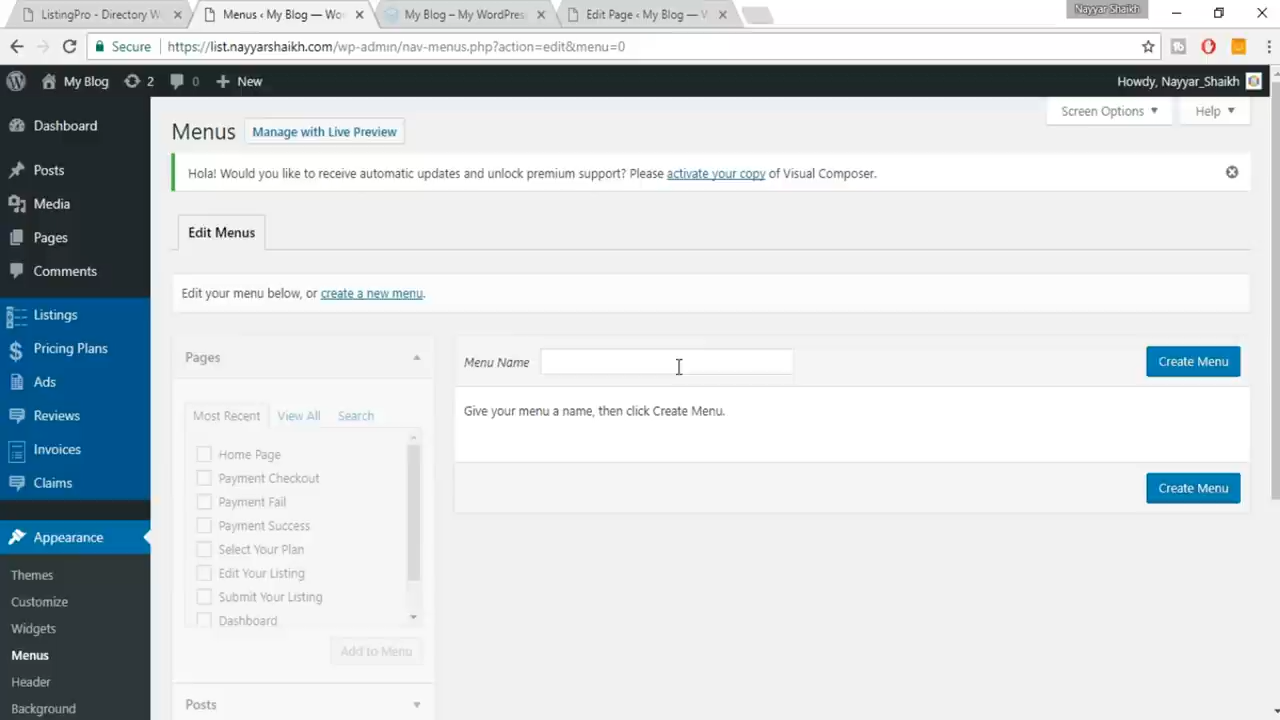 ListingPro - Directory W
Menus ‹ My Blog — Wo
My Blog – My WordPres
Edit Page ‹ My Blog — V
Nayyar Shaikh
Secure https://list.nayyarshaikh.com/wp-admin/nav-menus.php?action=edit&menu=0
My Blog 2 0 New
Howdy, Nayyar_Shaikh
Dashboard
Posts
Media
Pages
Comments
Listings
Pricing Plans
Ads
Reviews
Invoices
Claims
Appearance
Themes
Customize
Widgets
Menus
Header
Background
Screen Options Help
Menus Manage with Live Preview
Hola! Would you like to receive automatic updates and unlock premium support? Please activate your copy of Visual Composer.
Edit Menus
Edit your menu below, or create a new menu.
Pages
Most Recent View All Search
Home Page
Payment Checkout
Payment Fail
Payment Success
Select Your Plan
Edit Your Listing
Submit Your Listing
Dashboard
Add to Menu
Posts
Menu Name Create Menu
Give your menu a name, then click Create Menu.
Create Menu